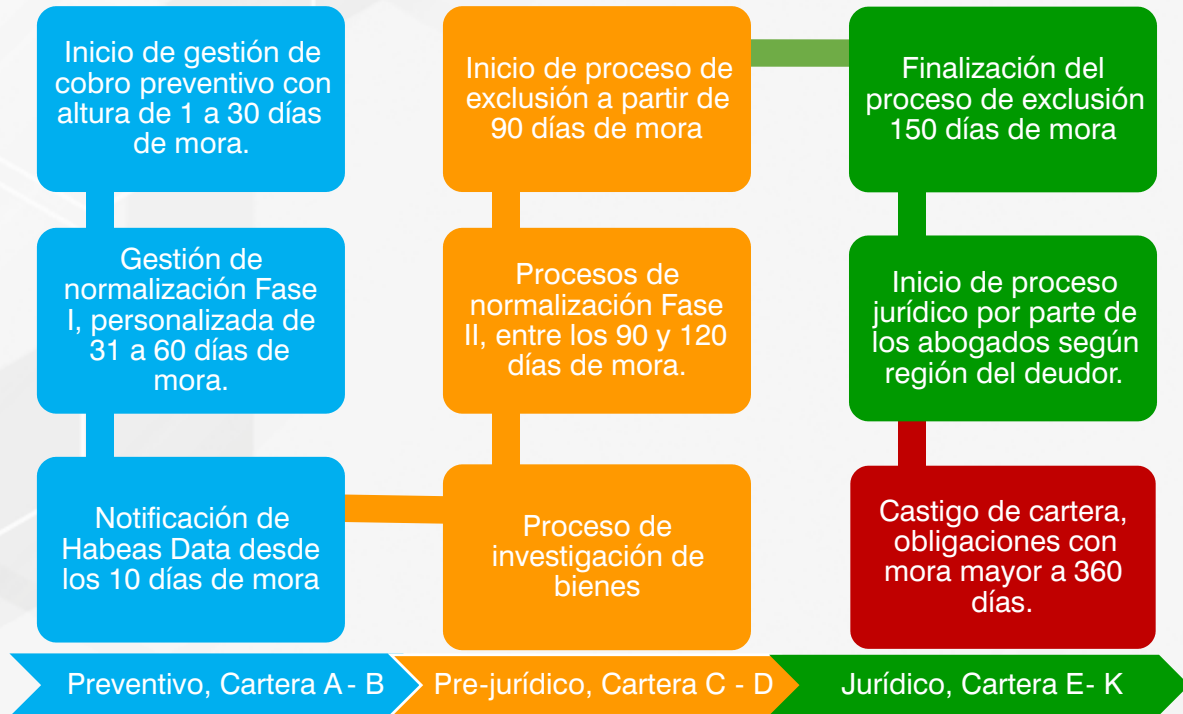 Inicio de gestión de
cobro preventivo con
altura de 1 a 30 días
de mora.
Gestión de
normalización Fase
I, personalizada de
31 a 60 días de
mora.
Notificación de
Habeas Data desde
los 10 días de mora
Inicio de proceso de
exclusión a partir de
90 días de mora
Procesos de
normalización Fase
II, entre los 90 y 120
días de mora.
Proceso de
investigación de
bienes
Finalización del
proceso de exclusión
150 días de mora
Inicio de proceso
jurídico por parte de
los abogados según
región del deudor.
Castigo de cartera,
obligaciones con
mora mayor a 360
días.
Preventivo, Cartera A - B
Pre-jurídico, Cartera C - D
Jurídico, Cartera E- K